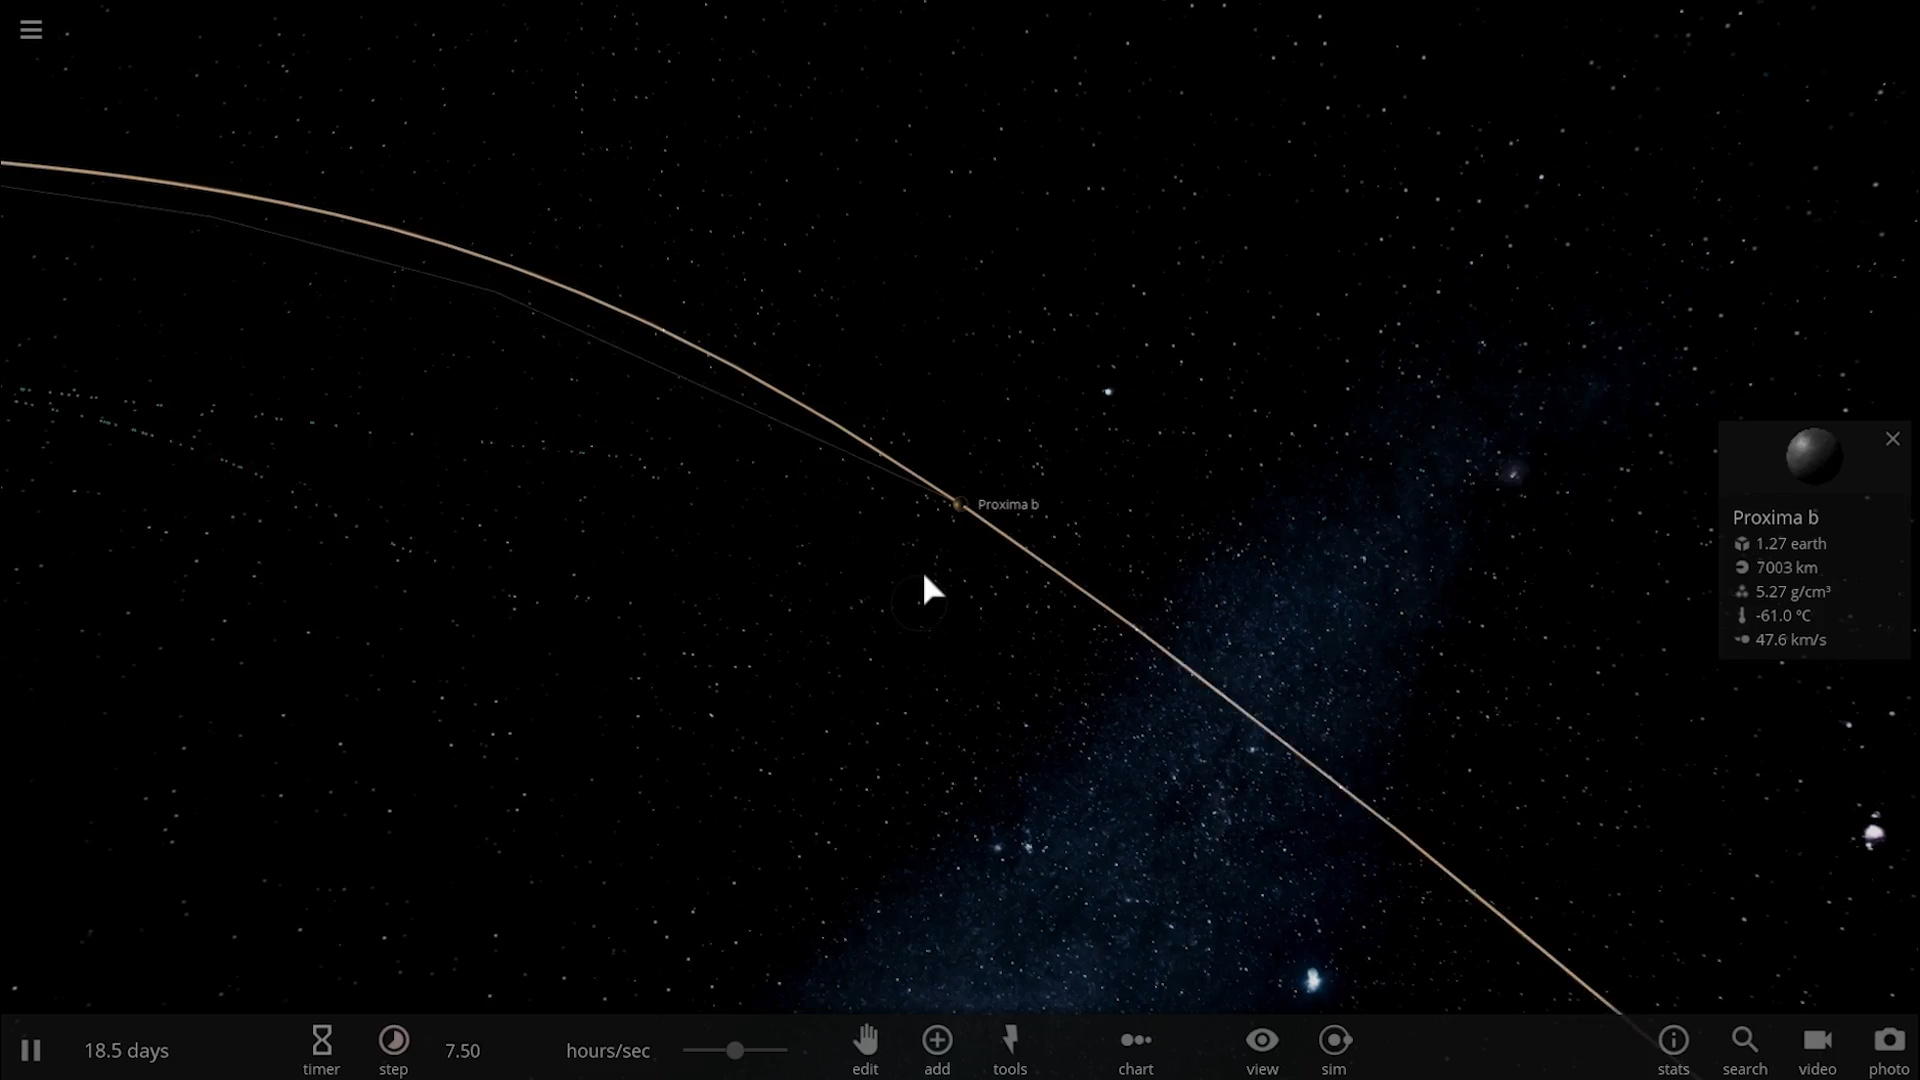 Proxima b
Proxima b
1.27 earth
7003 km
5.27 g/cm³
-61.0 °C
47.6 km/s
18.5 days
timer
step
7.50
hours/sec
edit
add
tools
chart
view
sim
stats
search
video
photo